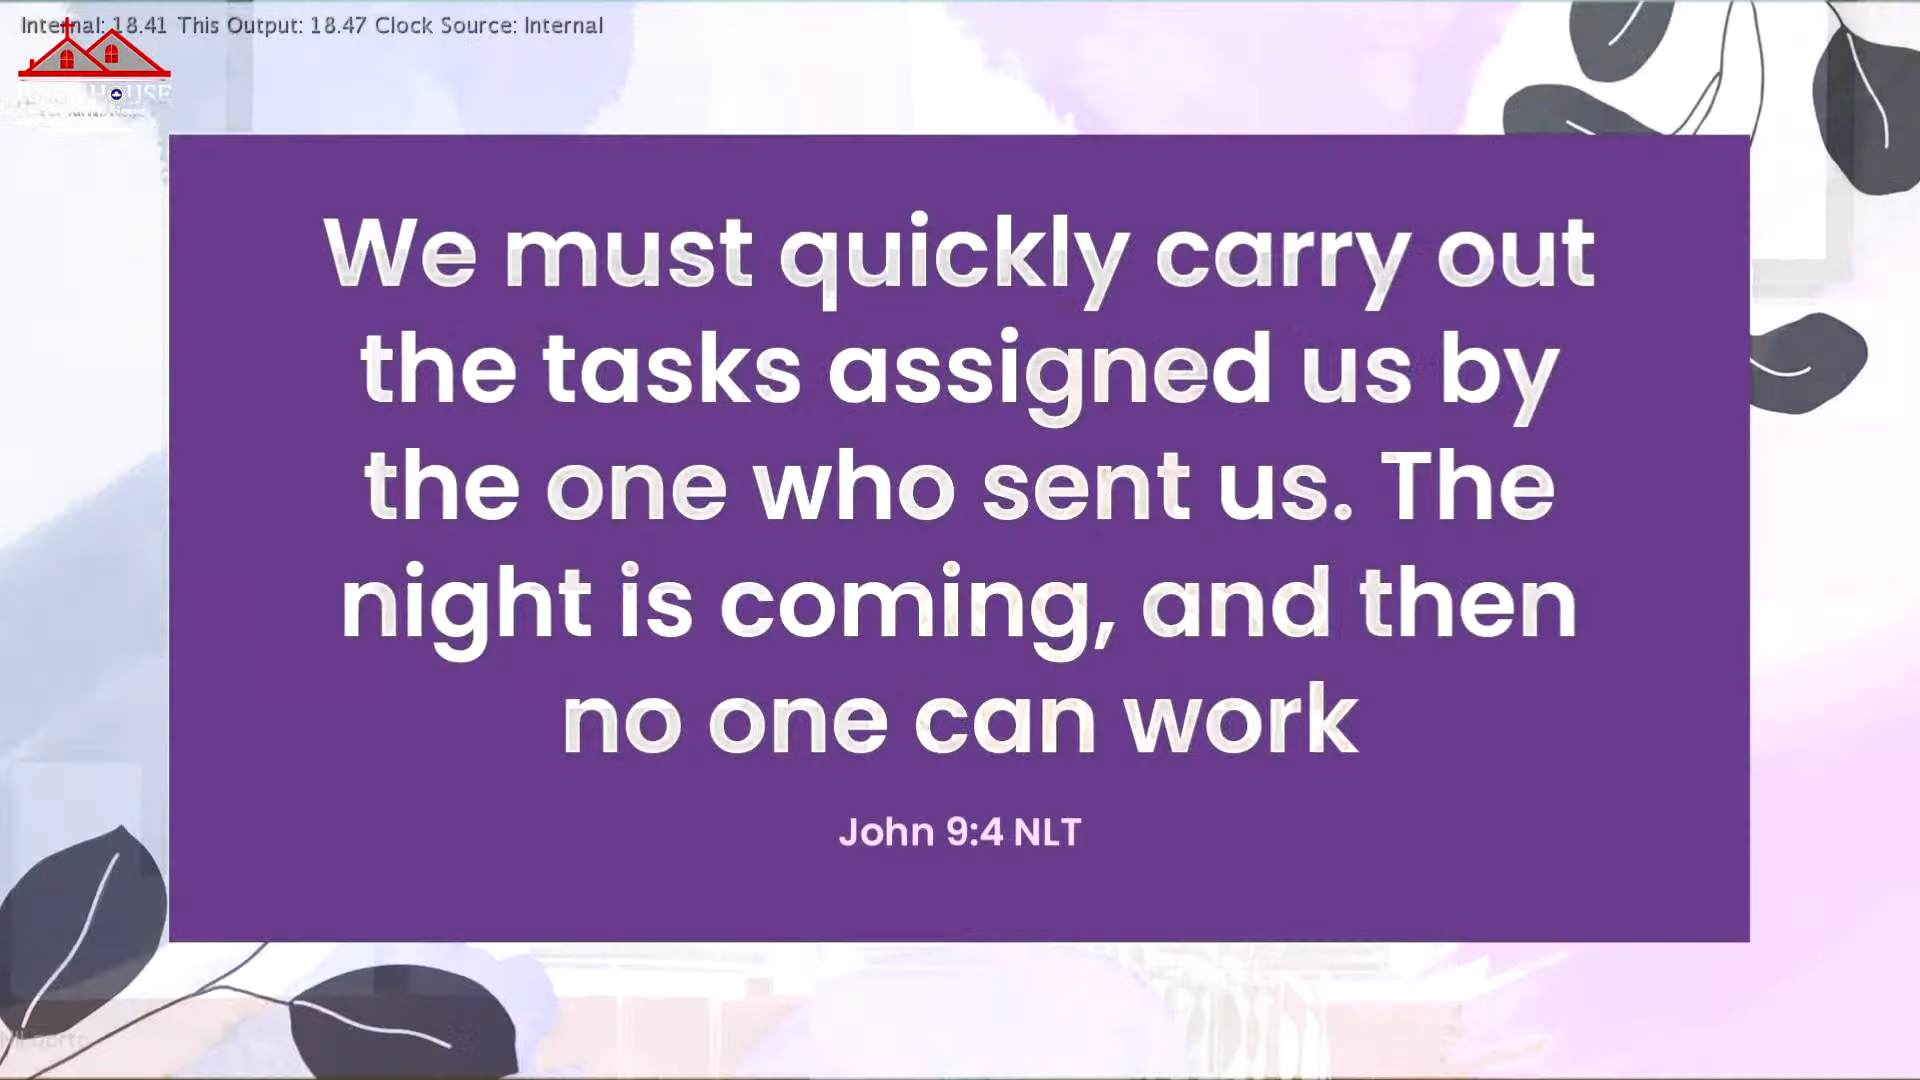 Internal: 18.41 This Output: 18.47 Clock Source: Internal
HOUSE
We must quickly carry out
the tasks assigned us by
the one who sent us. The
night is coming, and then
no one can work
John 9:4 NLT